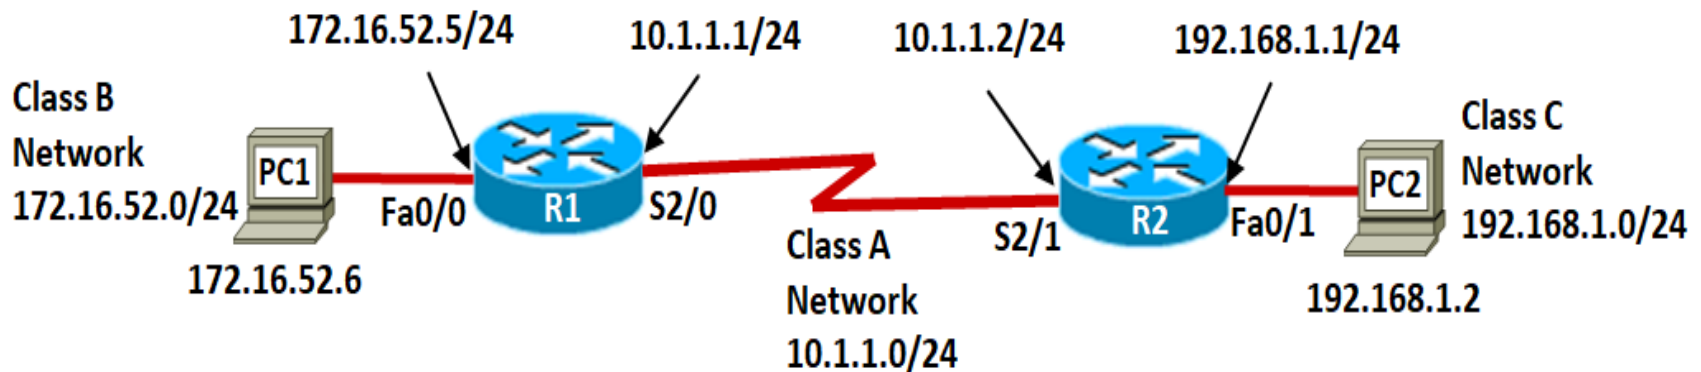 172.16.52.5/24
10.1.1.1/24
10.1.1.2/24
192.168.1.1/24
Class B
Network
172.16.52.0/24
PC1
Fa0/0
R1
S2/0
172.16.52.6
Class A
Network
10.1.1.0/24
S2/1
R2
Fa0/1
PC2
Class C
Network
192.168.1.0/24
192.168.1.2